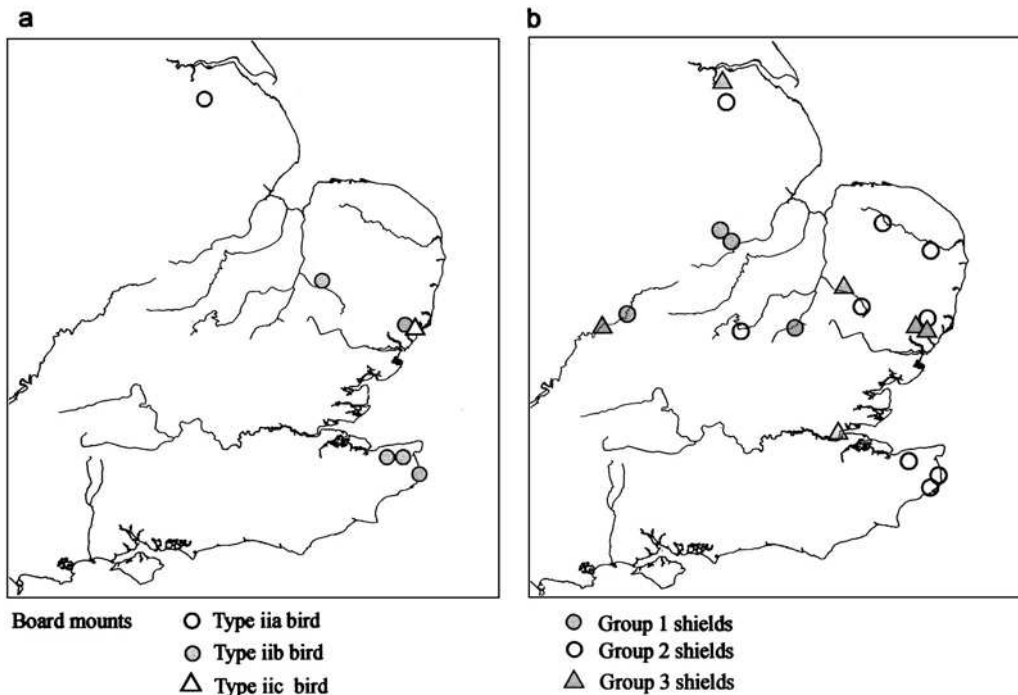 a
b
Board mounts
Type iia bird
Type iib bird
Type iic bird
Group 1 shields
Group 2 shields
Group 3 shields